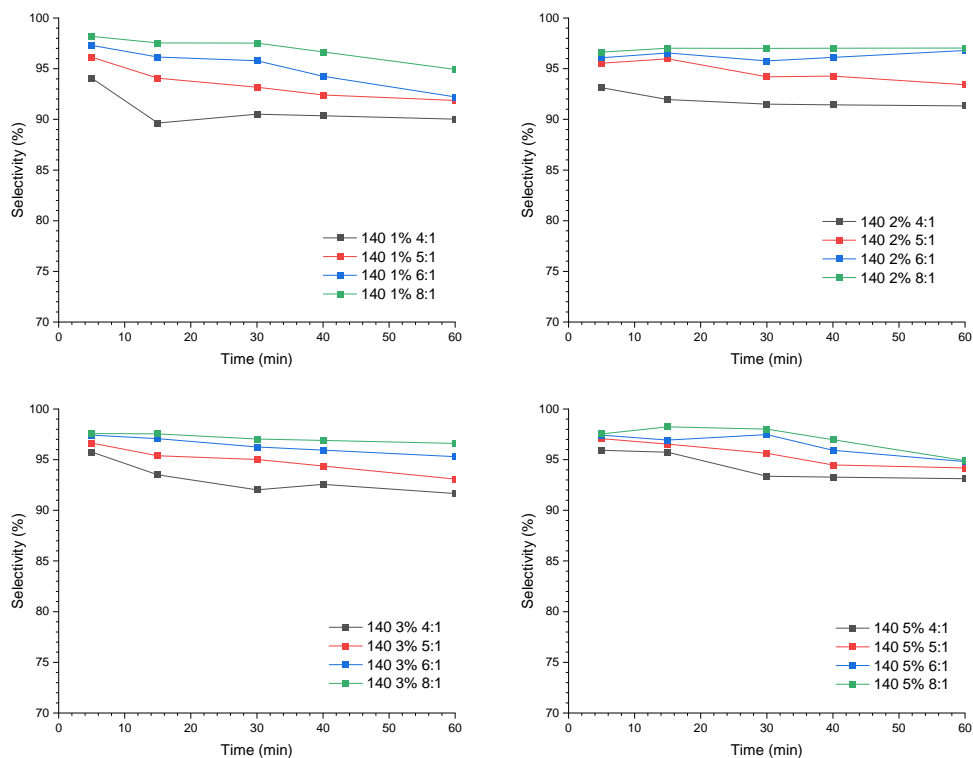 100
95
90
85
80
75
70
Selectivity (%)
0 10 20 30 40 50 60
Time (min)
140 1% 4:1
140 1% 5:1
140 1% 6:1
140 1% 8:1
100
95
90
85
80
75
70
Selectivity (%)
0 10 20 30 40 50 60
Time (min)
140 2% 4:1
140 2% 5:1
140 2% 6:1
140 2% 8:1
100
95
90
85
80
75
70
Selectivity (%)
0 10 20 30 40 50 60
Time (min)
140 3% 4:1
140 3% 5:1
140 3% 6:1
140 3% 8:1
100
95
90
85
80
75
70
Selectivity (%)
0 10 20 30 40 50 60
Time (min)
140 5% 4:1
140 5% 5:1
140 5% 6:1
140 5% 8:1